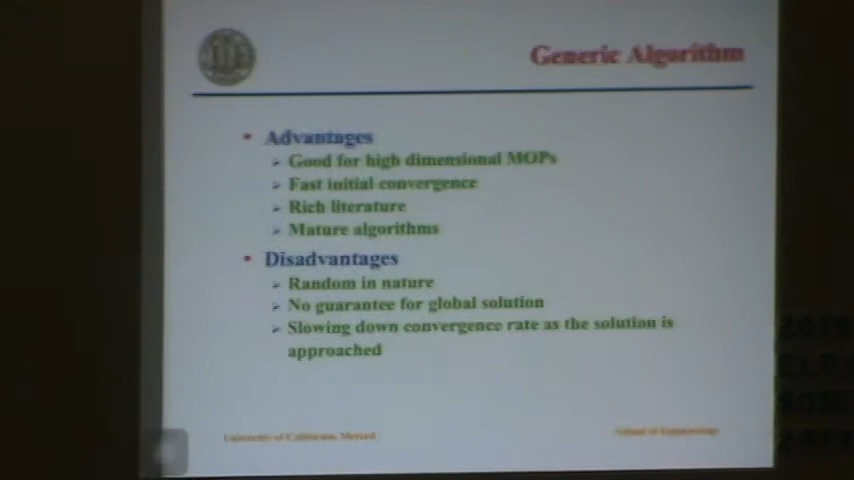 Generic Algorithm
Advantages
Good for high dimensional MOPs
Fast initial convergence
Rich literature
Mature algorithms
Disadvantages
Random in nature
No guarantee for global solution
Slowing down convergence rate as the solution is
approached
University of California, Merced
School of Engineering